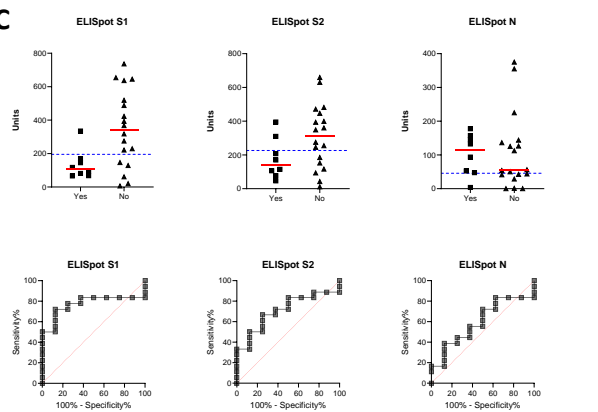 C
ELISpot S1 ELISpot S2 ELISpot N
800 800 400
600 600 300
Units Units Units
400 400 200
200 200 100
0 0 0
Yes No Yes No Yes No
ELISpot S1 ELISpot S2 ELISpot N
100 100 100
80 80 80
60 60 60
Sensitivity% Sensitivity% Sensitivity%
40 40 40
20 20 20
0 0 0
0 20 40 60 80 100 0 20 40 60 80 100 0 20 40 60 80 100
100% - Specificity% 100% - Specificity% 100% - Specificity%